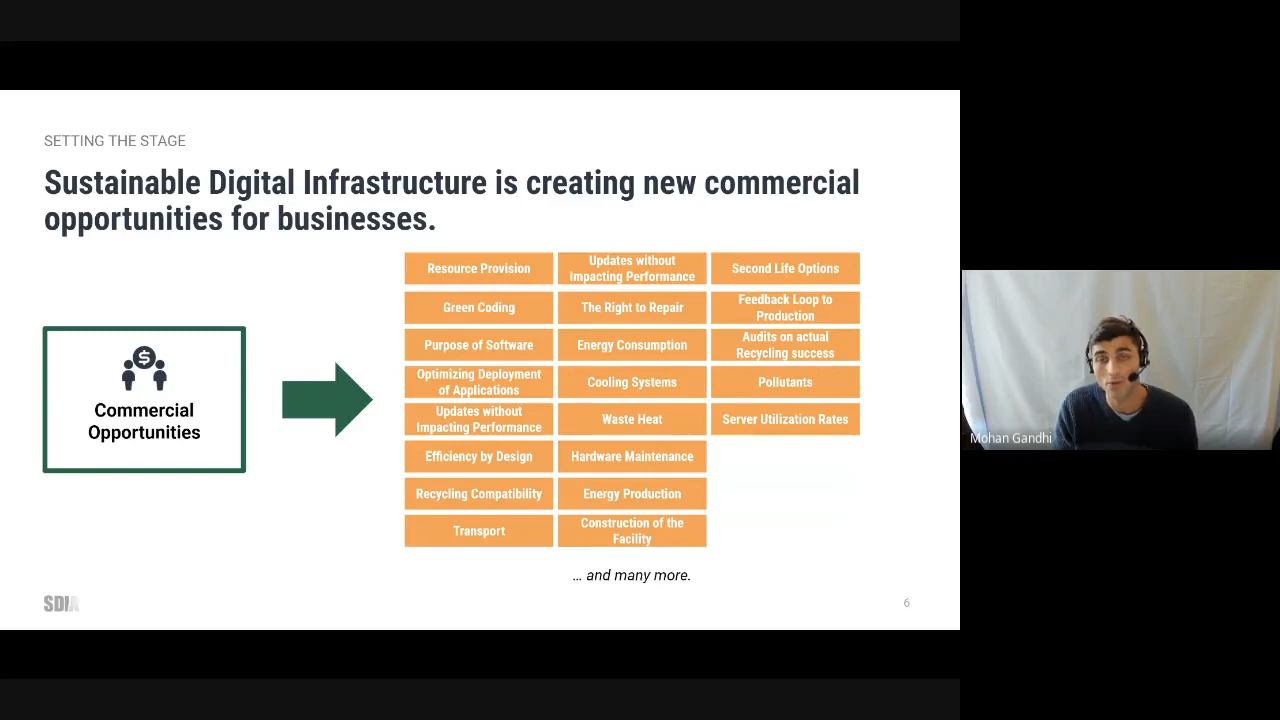 SETTING THE STAGE
Sustainable Digital Infrastructure is creating new commercial
opportunities for businesses.
Commercial
Opportunities
Resource Provision
Green Coding
Purpose of Software
Optimizing Deployment
of Applications
Updates without
Impacting Performance
Efficiency by Design
Recycling Compatibility
Transport
Updates without
Impacting Performance
The Right to Repair
Energy Consumption
Cooling Systems
Waste Heat
Hardware Maintenance
Energy Production
Construction of the
Facility
Second Life Options
Feedback Loop to
Production
Audits on actual
Recycling success
Pollutants
Server Utilization Rates
... and many more.
SDIA
6
Mohan Gandhi